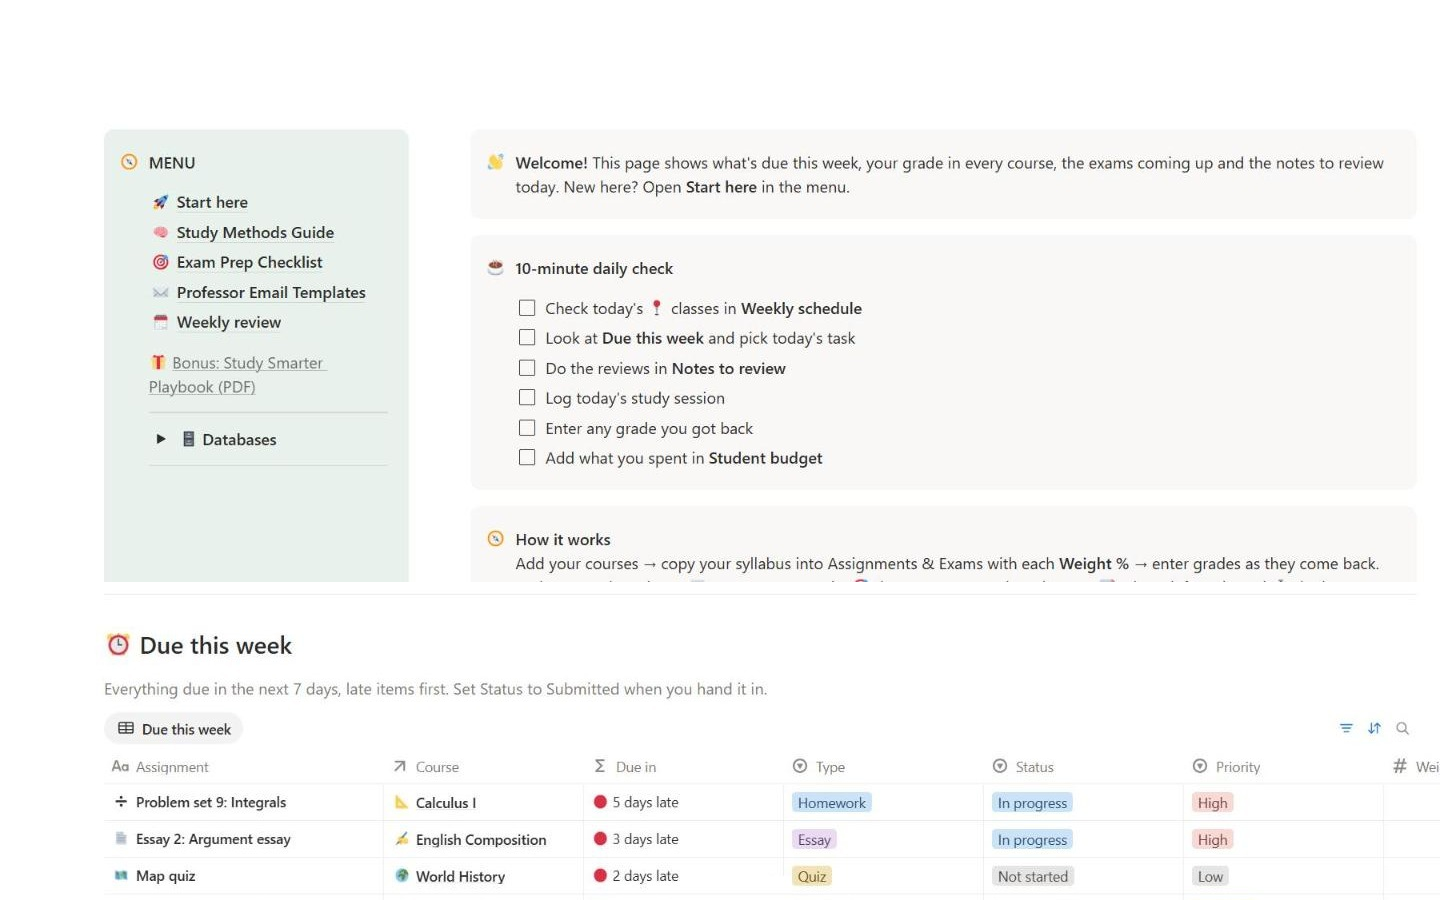 MENU
Start here
Study Methods Guide
Exam Prep Checklist
Professor Email Templates
Weekly review
Bonus: Study Smarter
Playbook (PDF)
Databases
Welcome! This page shows what's due this week, your grade in every course, the exams coming up and the notes to review
today. New here? Open Start here in the menu.
10-minute daily check
Check today's classes in Weekly schedule
Look at Due this week and pick today's task
Do the reviews in Notes to review
Log today's study session
Enter any grade you got back
Add what you spent in Student budget
How it works
Add your courses → copy your syllabus into Assignments & Exams with each Weight % → enter grades as they come back.
Due this week
Everything due in the next 7 days, late items first. Set Status to Submitted when you hand it in.
Due this week
Aa Assignment Course Σ Due in Type Status Priority # Wei
Problem set 9: Integrals Calculus I 5 days late Homework In progress High
Essay 2: Argument essay English Composition 3 days late Essay In progress High
Map quiz World History 2 days late Quiz Not started Low